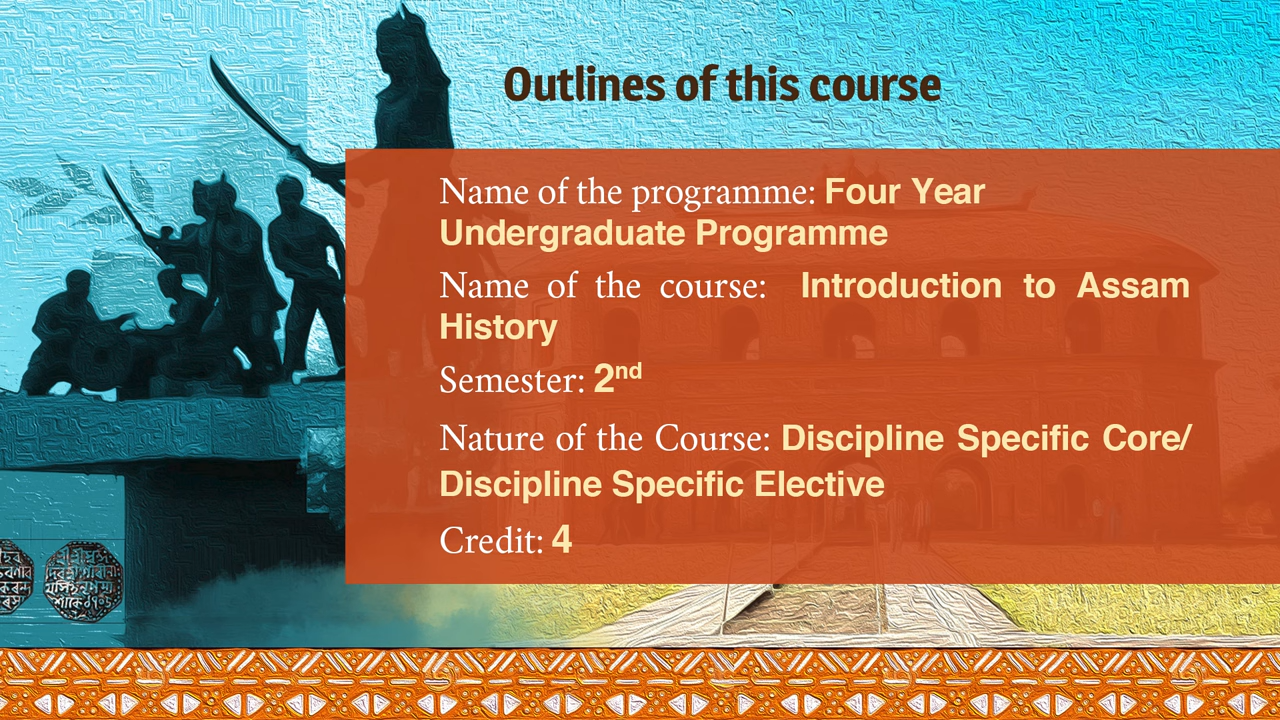 Outlines of this course
Name of the programme: Four Year
Undergraduate Programme
Name of the course: Introduction to Assam
History
Semester: 2nd
Nature of the Course: Discipline Specific Core/
Discipline Specific Elective
Credit: 4